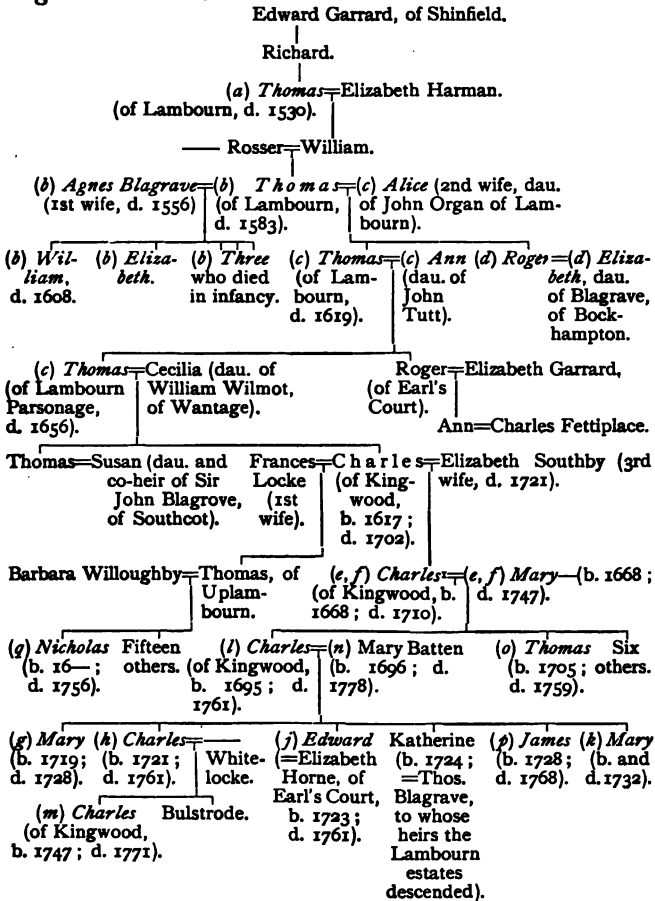 Edward Garrard, of Shinfield.
Richard.
(a) Thomas=Elizabeth Harman.
(of Lambourn, d. 1530).
—— Rosser=William.
(b) Agnes Blagrave=(b) Thomas=(c) Alice (2nd wife, dau.
(1st wife, d. 1556) (of Lambourn, of John Organ of Lam-
d. 1583). bourn).
(b) Wil- (b) Eliza- (b) Three (c) Thomas=(c) Ann (d) Roger=(d) Eliza-
liam, beth. who died (of Lam- (dau. of beth, dau.
d. 1608. in infancy. bourn, John of Blagrave,
d. 1619). Tutt). of Bock-
hampton.
(c) Thomas=Cecilia (dau. of Roger=Elizabeth Garrard,
(of Lambourn William Wilmot, (of Earl's
Parsonage, of Wantage). Court).
d. 1656). Ann=Charles Fettiplace.
Thomas=Susan (dau. and Frances=Charles=Elizabeth Southby (3rd
co-heir of Sir Locke (of King- wife, d. 1721).
John Blagrove, (1st wood,
of Southcot). wife). b. 1617;
d. 1702).
Barbara Willoughby=Thomas, of (e, f) Charles=(e, f) Mary—(b. 1668;
Uplam- (of Kingwood, b. d. 1747).
bourn. 1668; d. 1710).
(q) Nicholas Fifteen (l) Charles=(n) Mary Batten (o) Thomas Six
(b. 16—; others. (of Kingwood, (b. 1696; d. (b. 1705; others.
d. 1756). b. 1695; d. 1778). d. 1759).
1761).
(g) Mary (h) Charles=—— (j) Edward Katherine (p) James (k) Mary
(b. 1719; (b. 1721; White- (=Elizabeth (b. 1724; (b. 1728; (b. and
d. 1728). d. 1761). locke. Horne, of =Thos. d. 1768). d. 1732).
Earl's Court, Blagrave,
(m) Charles Bulstrode. b. 1723; to whose
(of Kingwood, d. 1761). heirs the
b. 1747; d. 1771). Lambourn
estates
descended).